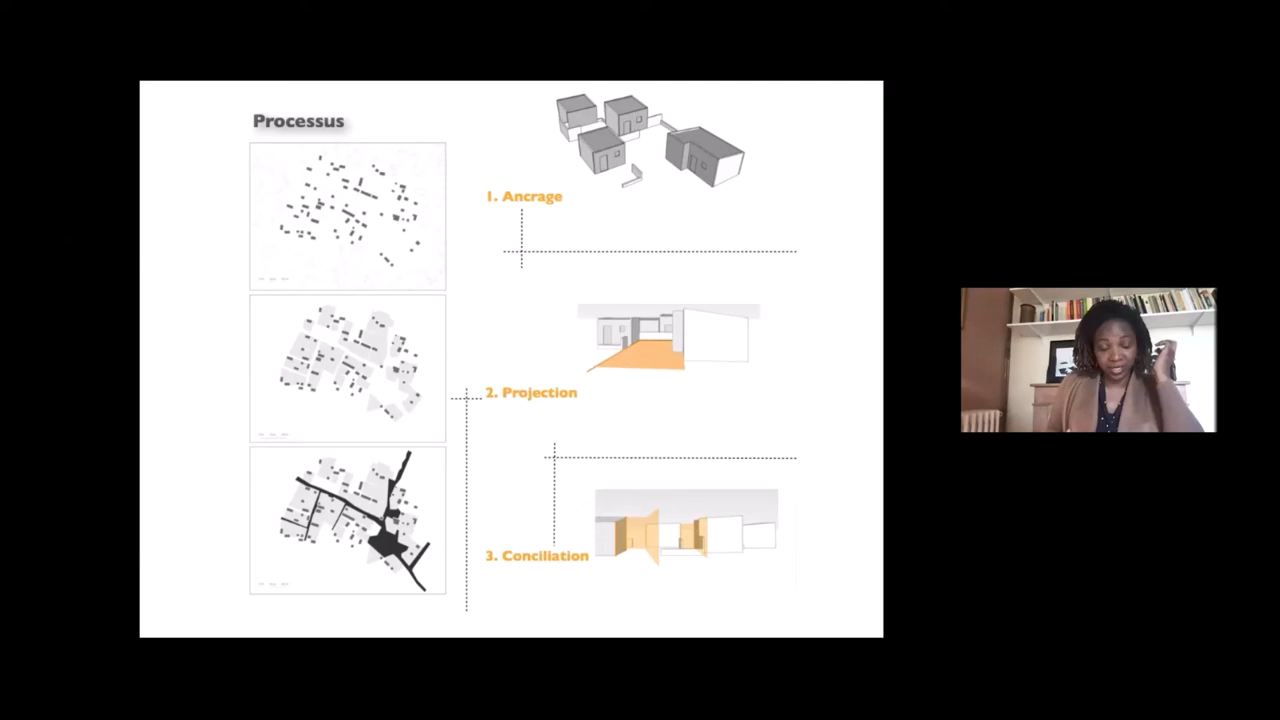 Processus
1. Ancrage
2. Projection
3. Conciliation